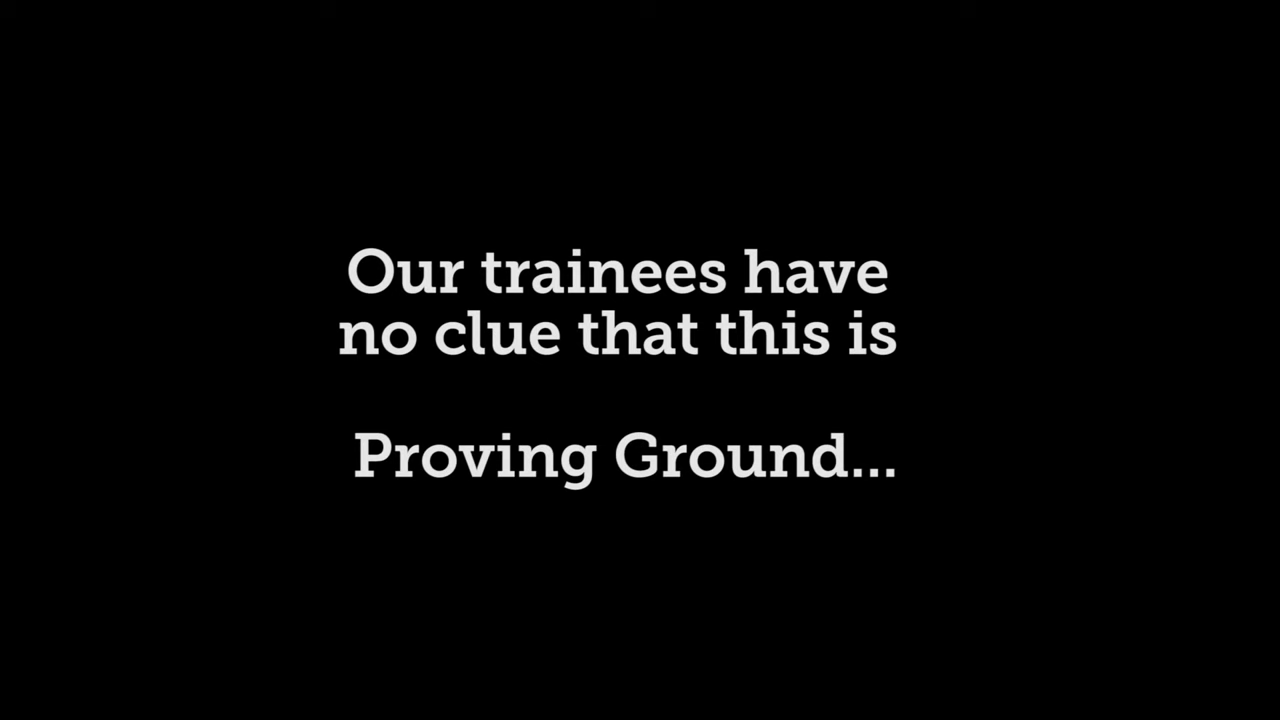 Our trainees have
no clue that this is
Proving Ground...